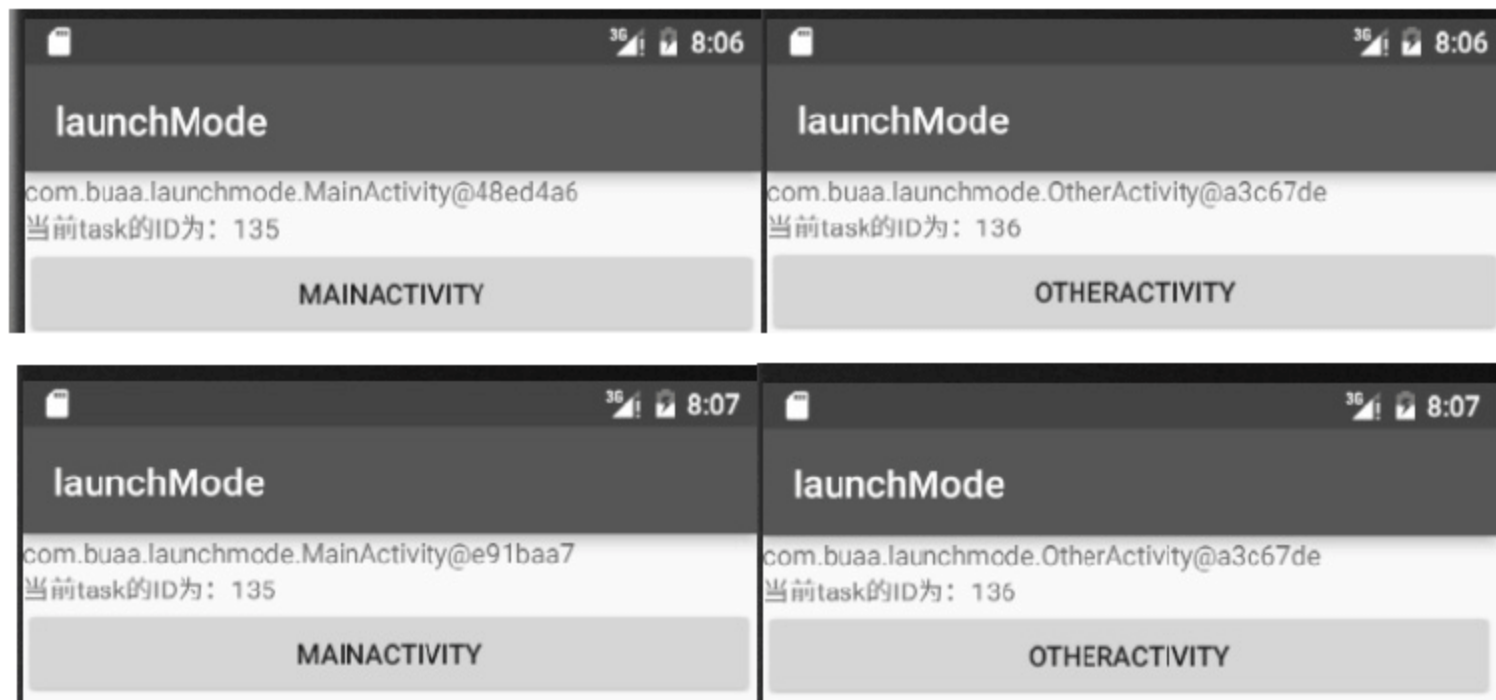 3G 8:06
launchMode
com.buaa.launchmode.MainActivity@48ed4a6
当前task的ID为：135
MAINACTIVITY
3G 8:06
launchMode
com.buaa.launchmode.OtherActivity@a3c67de
当前task的ID为：136
OTHERACTIVITY
3G 8:07
launchMode
com.buaa.launchmode.MainActivity@e91baa7
当前task的ID为：135
MAINACTIVITY
3G 8:07
launchMode
com.buaa.launchmode.OtherActivity@a3c67de
当前task的ID为：136
OTHERACTIVITY